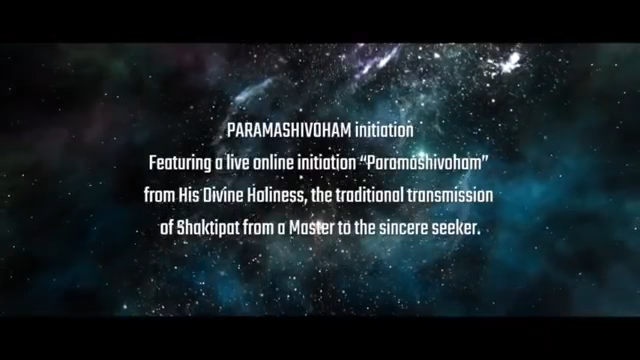 PARAMASHIVOHAM initiation
Featuring a live online initiation “Paramashivoham”
from His Divine Holiness, the traditional transmission
of Shaktipat from a Master to the sincere seeker.